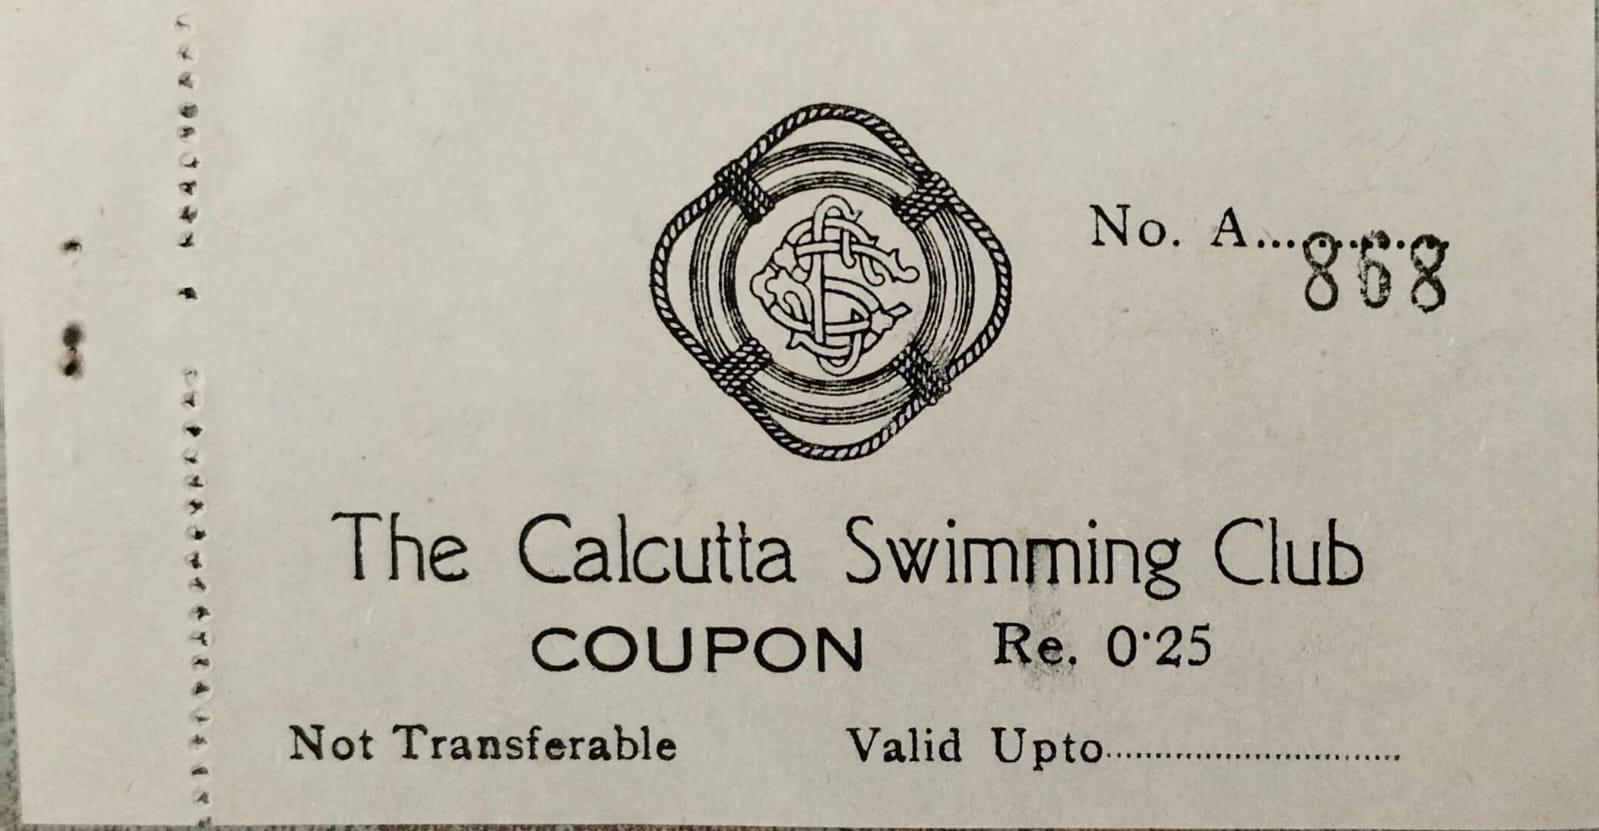 No. A............
868
The Calcutta Swimming Club
COUPON Re. 0·25
Not Transferable Valid Upto..............................